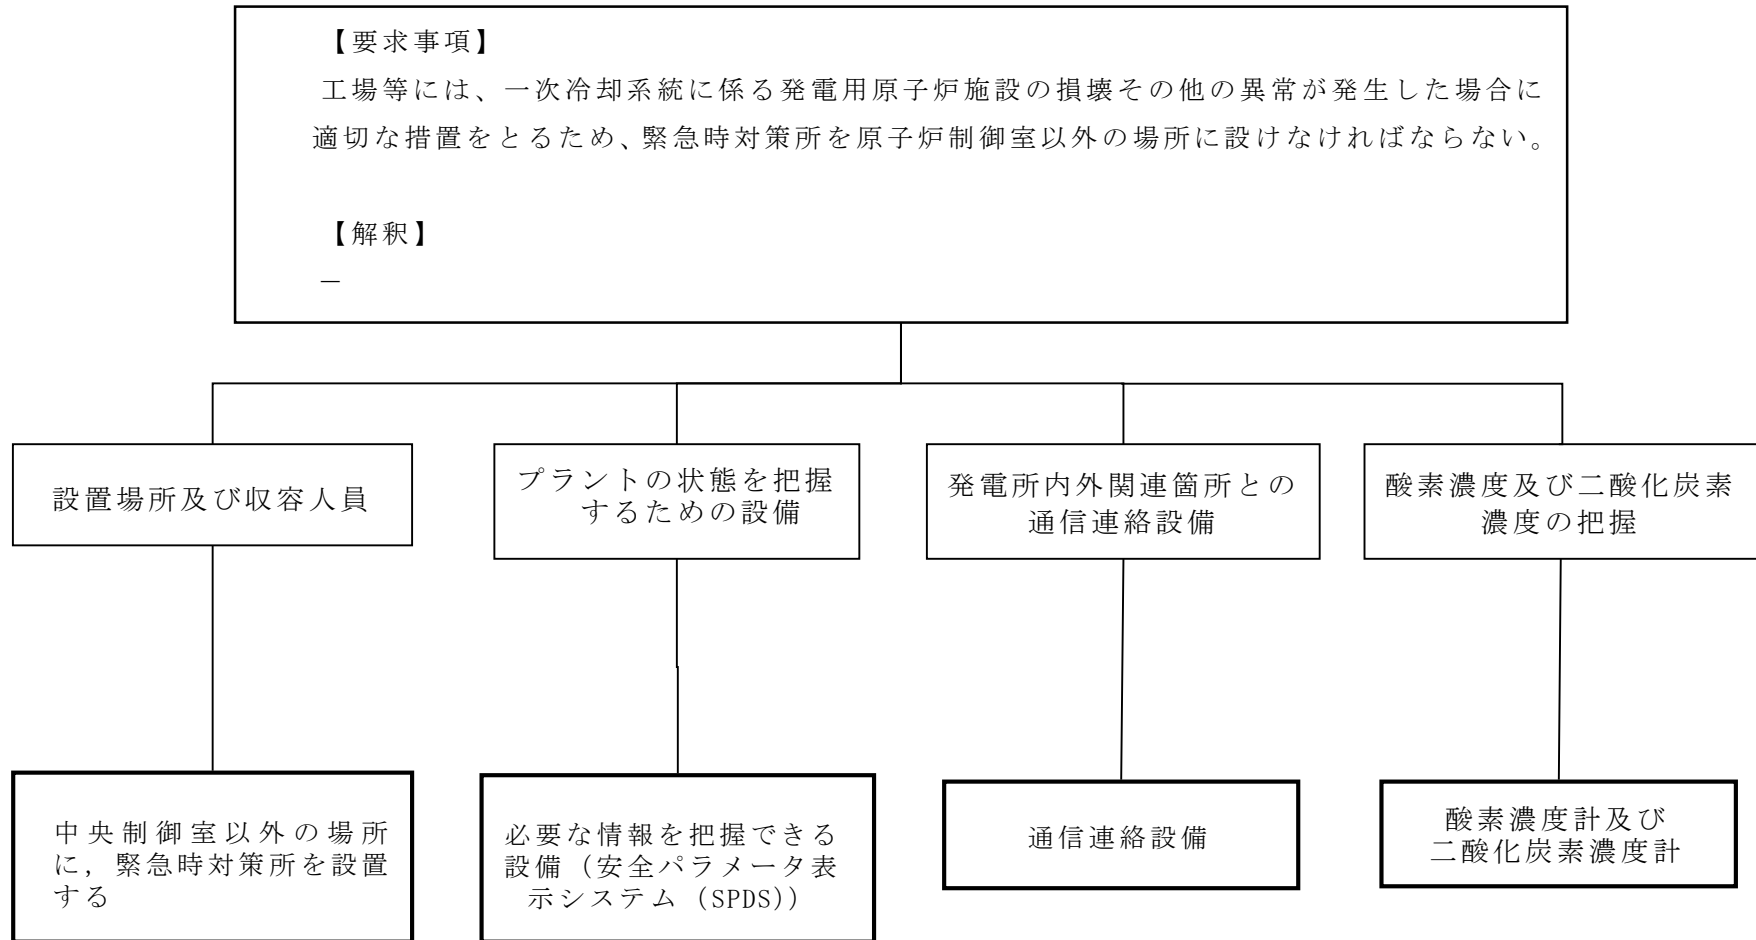 【要求事項】
工場等には、一次冷却系統に係る発電用原子炉施設の損壊その他の異常が発生した場合に
適切な措置をとるため、緊急時対策所を原子炉制御室以外の場所に設けなければならない。
【解釈】
－
設置場所及び収容人員
プラントの状態を把握
するための設備
発電所内外関連箇所との
通信連絡設備
酸素濃度及び二酸化炭素
濃度の把握
中央制御室以外の場所
に，緊急時対策所を設置
する
必要な情報を把握できる
設備（安全パラメータ表
示システム（SPDS））
通信連絡設備
酸素濃度計及び
二酸化炭素濃度計